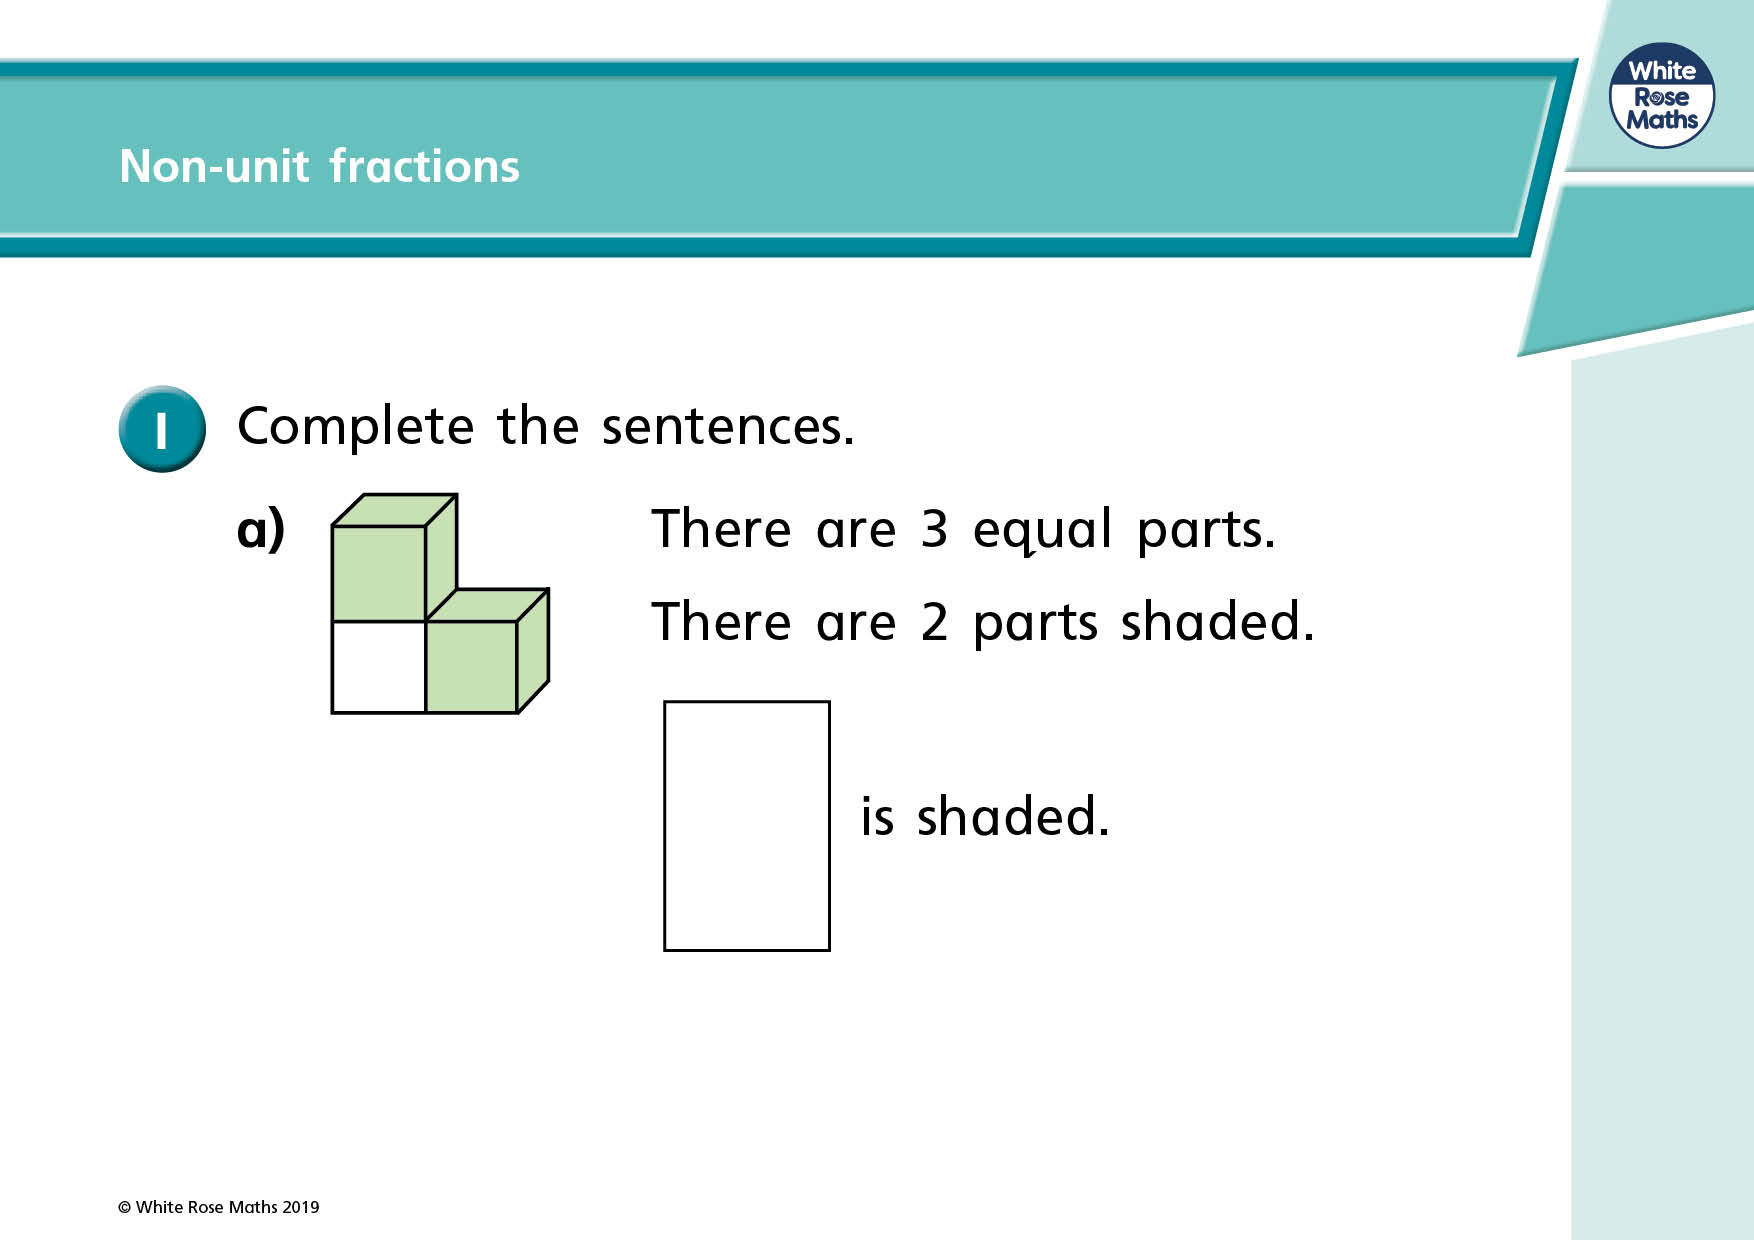 White
Rose
Maths
Non-unit fractions
1 Complete the sentences.
a) There are 3 equal parts.
There are 2 parts shaded.
is shaded.
© White Rose Maths 2019